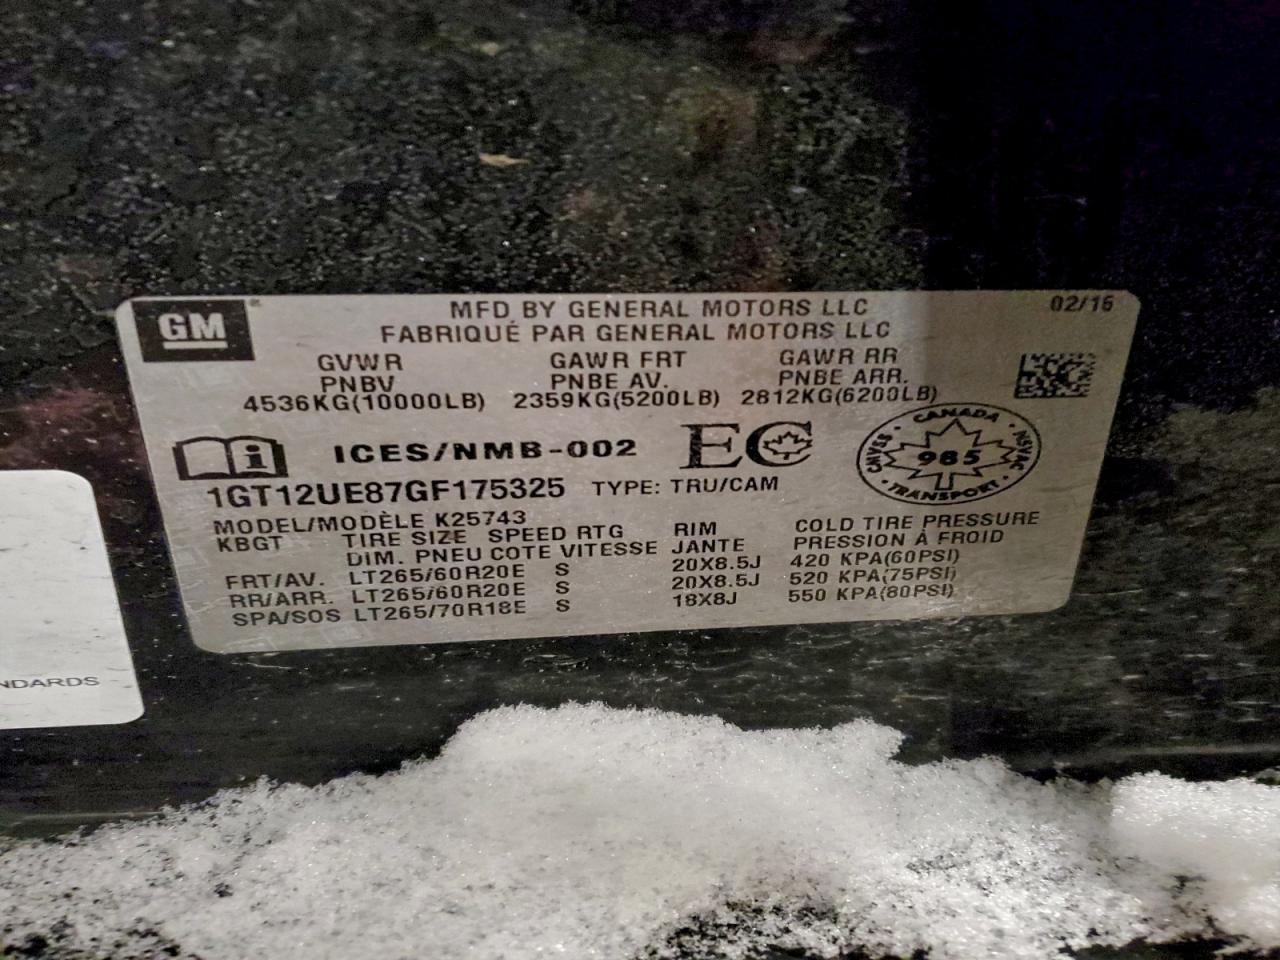 GM
MFD BY GENERAL MOTORS LLC 02/16
FABRIQUÉ PAR GENERAL MOTORS LLC
GVWR GAWR FRT GAWR RR
PNBV PNBE AV. PNBE ARR.
4536KG(10000LB) 2359KG(5200LB) 2812KG(6200LB)
i ICES/NMB-002 EC
CANADA
CMVSS 985 NSVAC
TRANSPORT
1GT12UE87GF175325 TYPE: TRU/CAM
MODEL/MODÈLE K25743
KBGT TIRE SIZE SPEED RTG RIM COLD TIRE PRESSURE
DIM. PNEU COTE VITESSE JANTE PRESSION À FROID
FRT/AV. LT265/60R20E S 20X8.5J 420 KPA(60PSI)
RR/ARR. LT265/60R20E S 20X8.5J 520 KPA(75PSI)
SPA/SOS LT265/70R18E S 18X8J 550 KPA(80PSI)
NDARDS